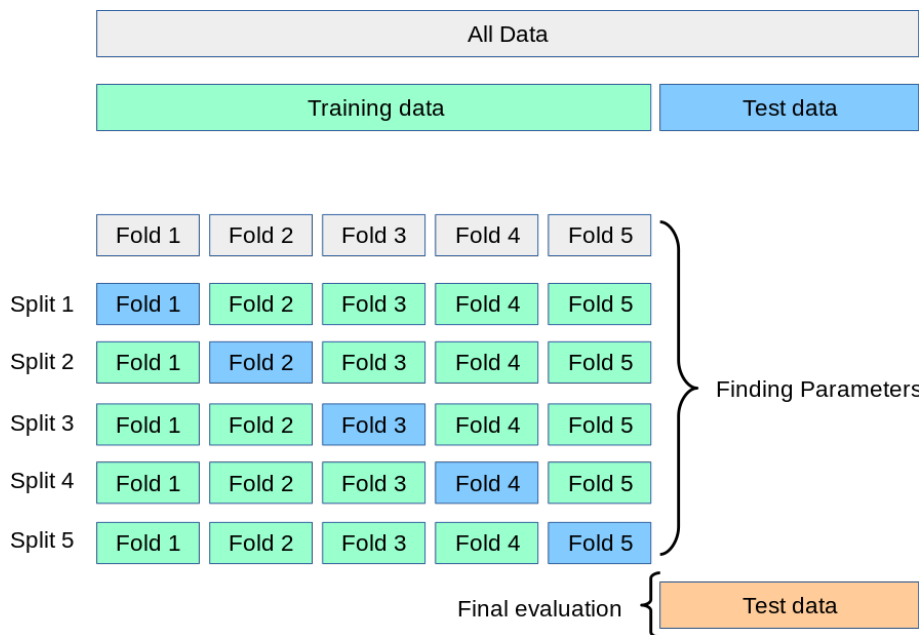 All Data
Training data Test data
Fold 1 Fold 2 Fold 3 Fold 4 Fold 5
Split 1 Fold 1 Fold 2 Fold 3 Fold 4 Fold 5
Split 2 Fold 1 Fold 2 Fold 3 Fold 4 Fold 5
Finding Parameters
Split 3 Fold 1 Fold 2 Fold 3 Fold 4 Fold 5
Split 4 Fold 1 Fold 2 Fold 3 Fold 4 Fold 5
Split 5 Fold 1 Fold 2 Fold 3 Fold 4 Fold 5
Final evaluation Test data